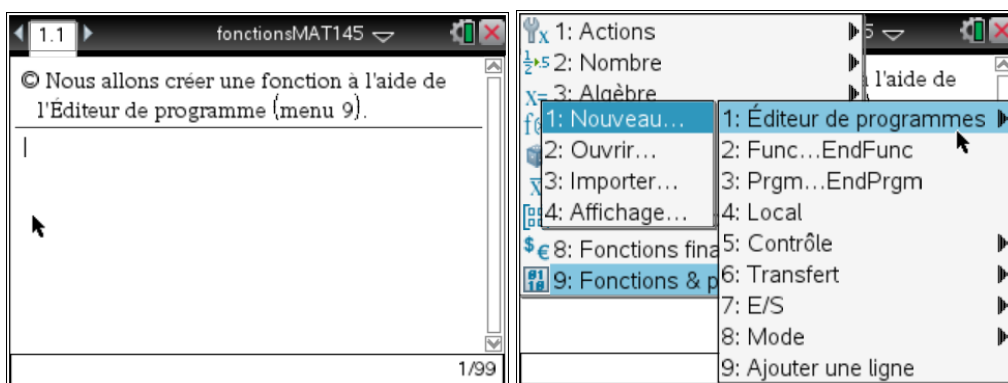 1.1
fonctionsMAT145
© Nous allons créer une fonction à l'aide de
l'Éditeur de programme (menu 9).
1/99
1: Actions
2: Nombre
3: Algèbre
l'aide de
1: Nouveau...
2: Ouvrir...
3: Importer...
4: Affichage...
8: Fonctions fina
9: Fonctions & p
1: Éditeur de programmes
2: Func...EndFunc
3: Prgm...EndPrgm
4: Local
5: Contrôle
6: Transfert
7: E/S
8: Mode
9: Ajouter une ligne